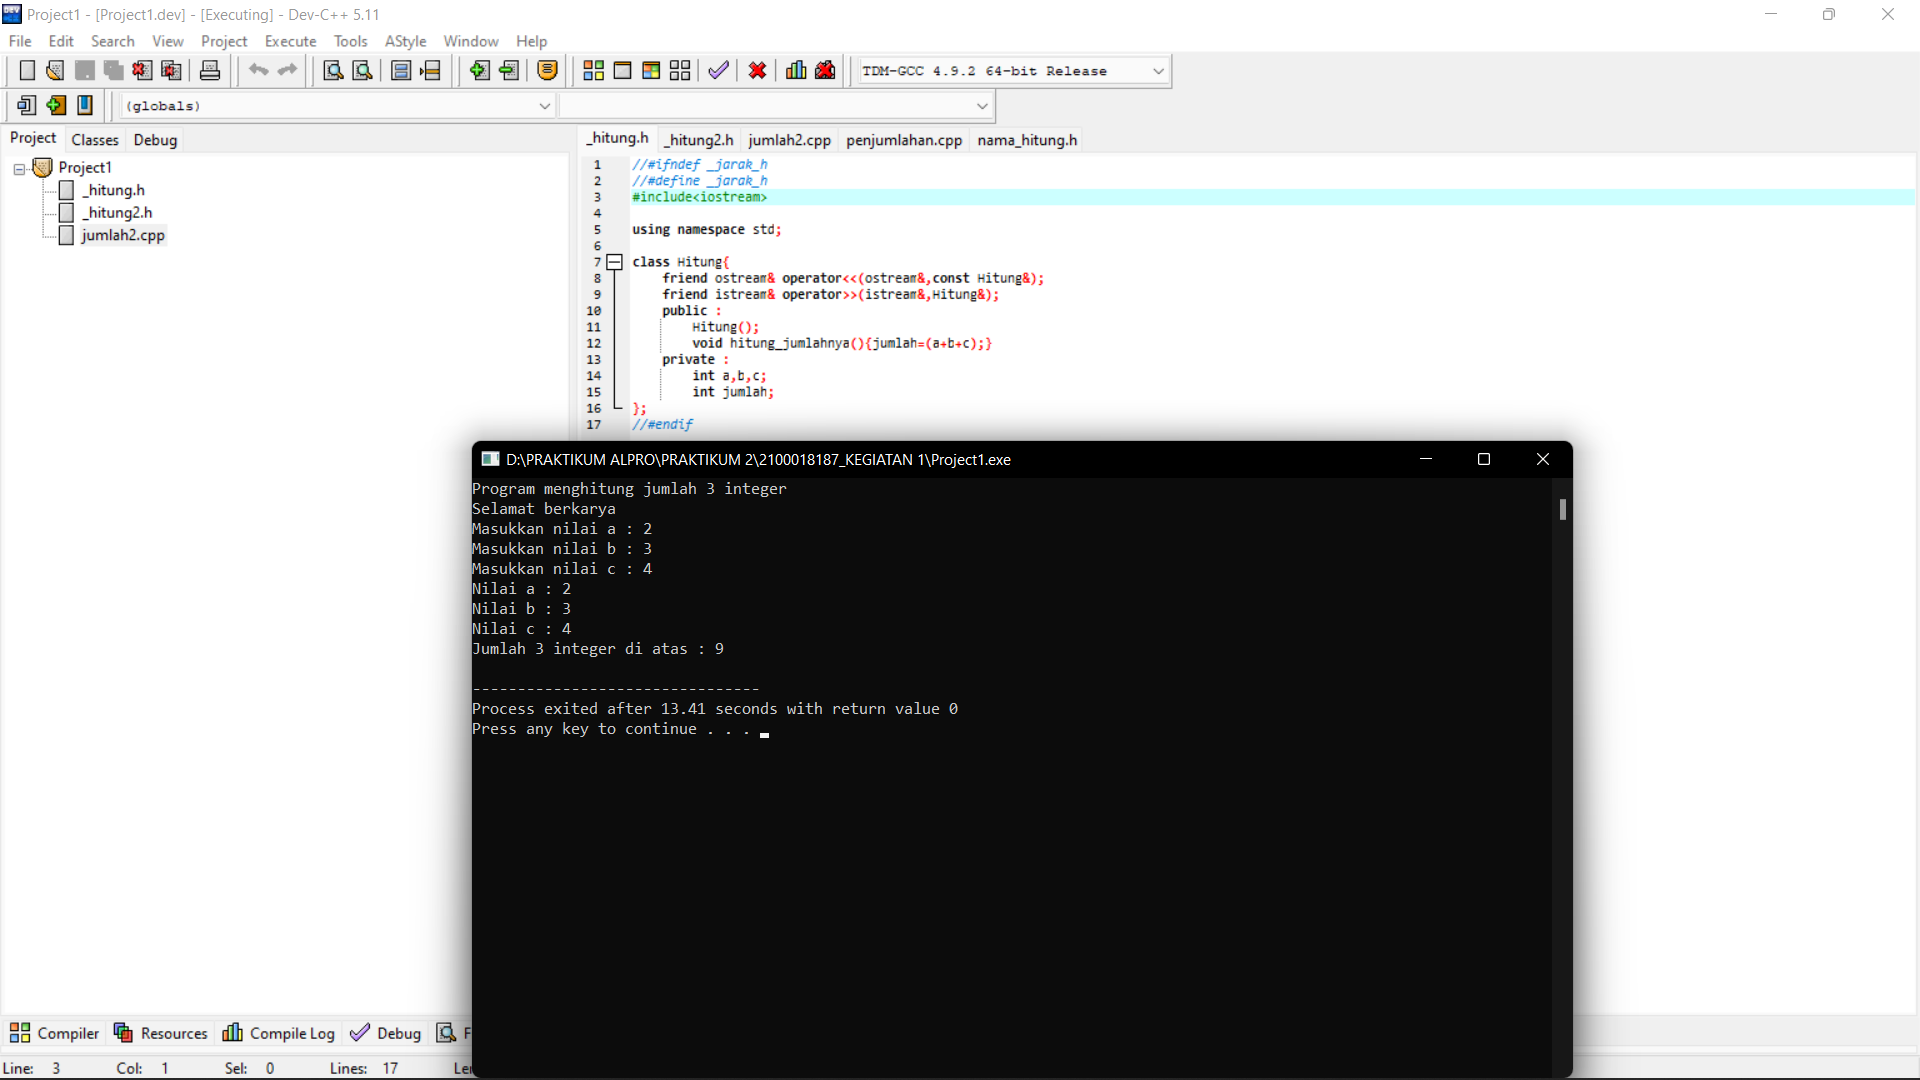 Project1 - [Project1.dev] - [Executing] - Dev-C++ 5.11
File Edit Search View Project Execute Tools AStyle Window Help
TDM-GCC 4.9.2 64-bit Release
(globals)
Project Classes Debug
Project1
_hitung.h
_hitung2.h
jumlah2.cpp
_hitung.h _hitung2.h jumlah2.cpp penjumlahan.cpp nama_hitung.h
1 //#ifndef _jarak_h
2 //#define _jarak_h
3 #include<iostream>
4
5 using namespace std;
6
7 class Hitung{
8 friend ostream& operator<<(ostream&,const Hitung&);
9 friend istream& operator>>(istream&,Hitung&);
10 public :
11 Hitung();
12 void hitung_jumlahnya(){jumlah=(a+b+c);}
13 private :
14 int a,b,c;
15 int jumlah;
16 };
17 //#endif
D:\PRAKTIKUM ALPRO\PRAKTIKUM 2\2100018187_KEGIATAN 1\Project1.exe
Program menghitung jumlah 3 integer
Selamat berkarya
Masukkan nilai a : 2
Masukkan nilai b : 3
Masukkan nilai c : 4
Nilai a : 2
Nilai b : 3
Nilai c : 4
Jumlah 3 integer di atas : 9
--------------------------------
Process exited after 13.41 seconds with return value 0
Press any key to continue . . .
Compiler Resources Compile Log Debug F
Line: 3 Col: 1 Sel: 0 Lines: 17 Le